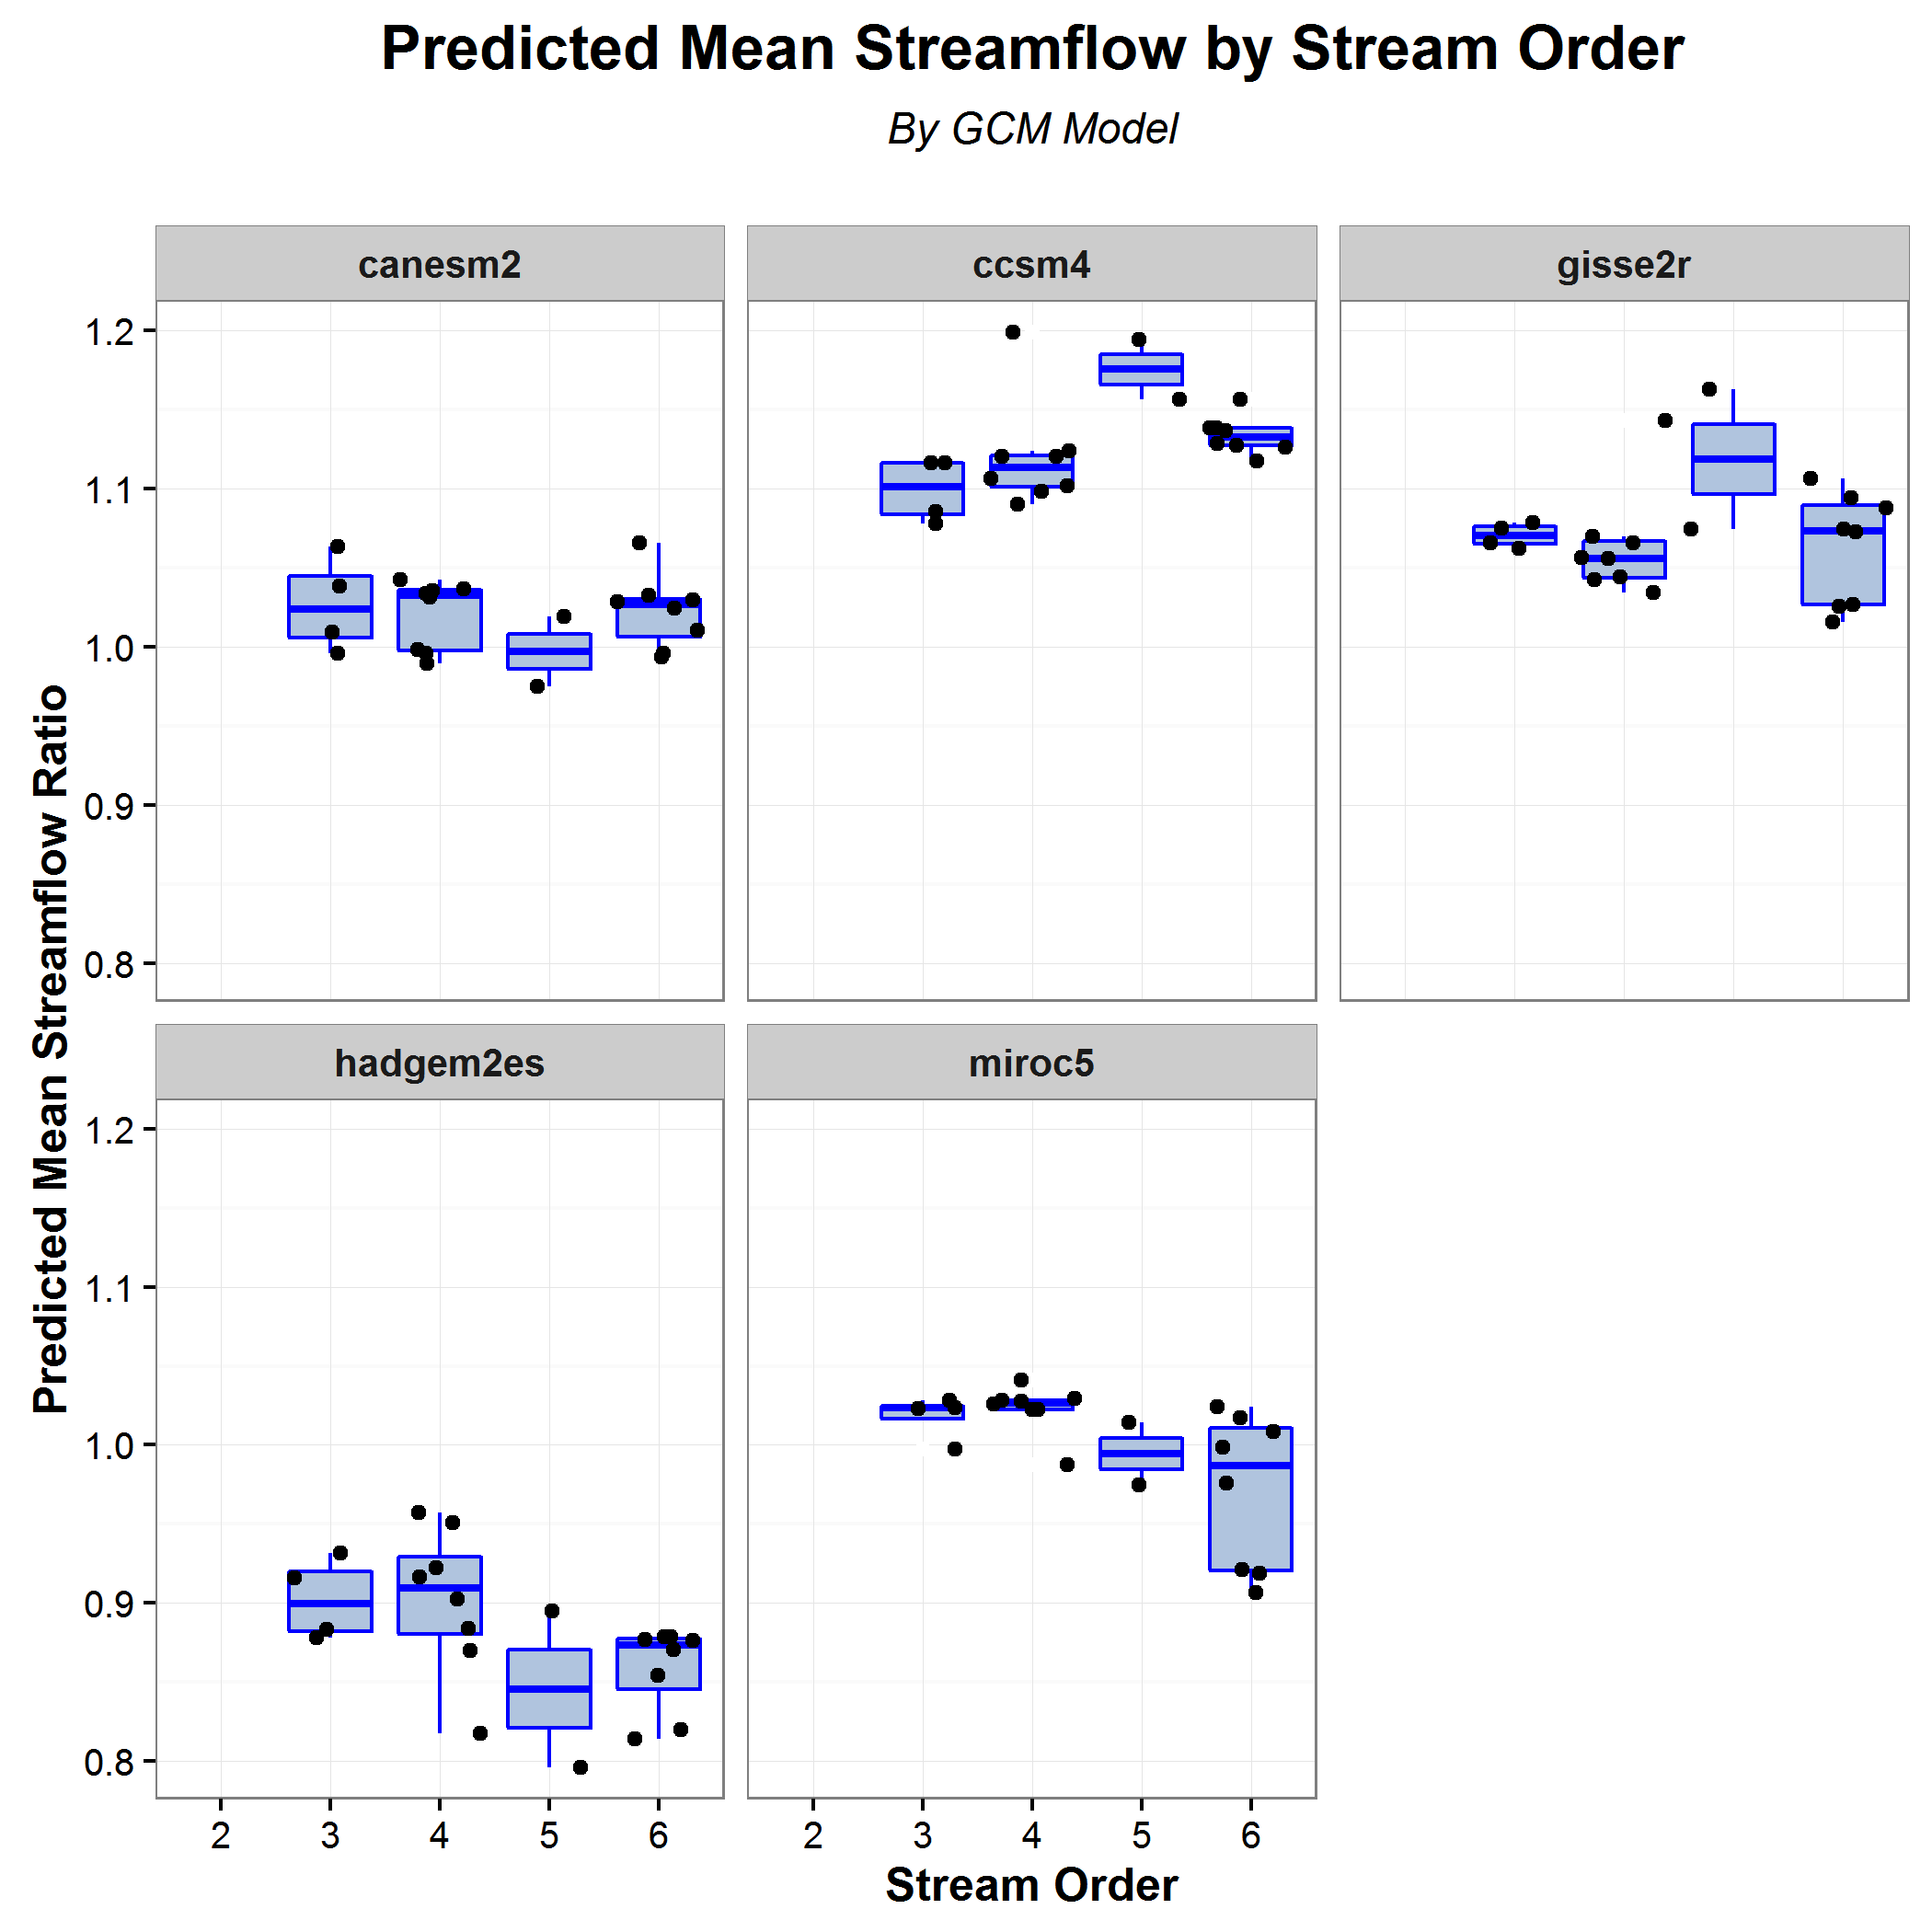 Predicted Mean Streamflow by Stream Order
By GCM Model
canesm2
ccsm4
gisse2r
1.2
1.1
1.0
0.9
0.8
Predicted Mean Streamflow Ratio
hadgem2es
miroc5
1.2
1.1
1.0
0.9
0.8
2 3 4 5 6
2 3 4 5 6
Stream Order